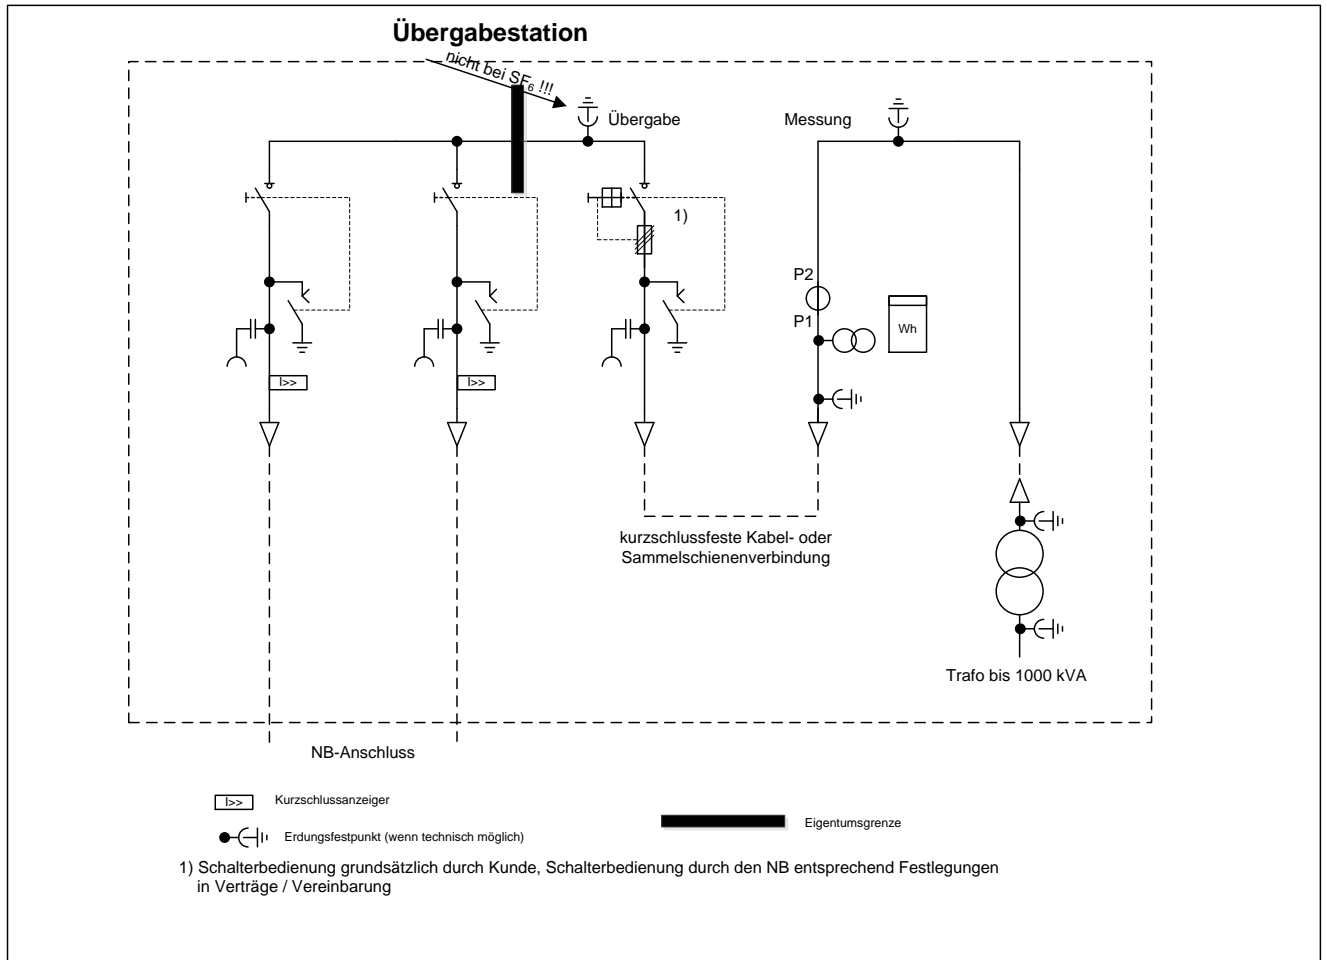 Übergabestation
nicht bei SF₆ !!!
Übergabe
Messung
1)
P2
P1
Wh
I>>
I>>
kurzschlussfeste Kabel- oder
Sammelschienenverbindung
Trafo bis 1000 kVA
NB-Anschluss
I>>
Kurzschlussanzeiger
Erdungsfestpunkt (wenn technisch möglich)
Eigentumsgrenze
1) Schalterbedienung grundsätzlich durch Kunde, Schalterbedienung durch den NB entsprechend Festlegungen
in Verträge / Vereinbarung